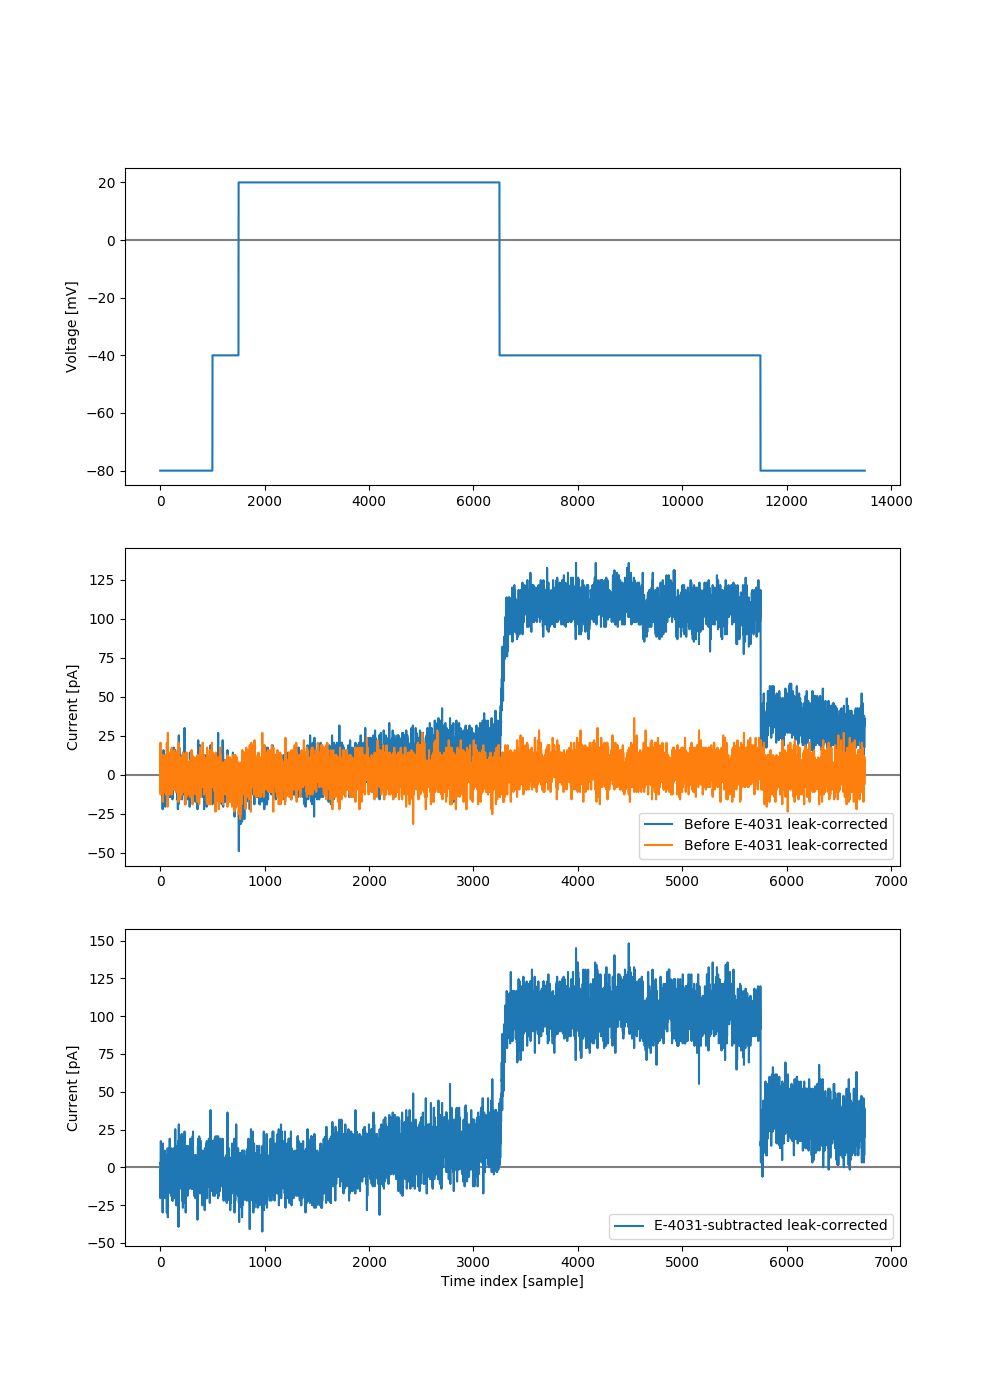 Voltage [mV]
20
0
−20
−40
−60
−80
0 2000 4000 6000 8000 10000 12000 14000
Current [pA]
125
100
75
50
25
0
−25
−50
Before E-4031 leak-corrected
Before E-4031 leak-corrected
0 1000 2000 3000 4000 5000 6000 7000
Current [pA]
150
125
100
75
50
25
0
−25
−50
E-4031-subtracted leak-corrected
0 1000 2000 3000 4000 5000 6000 7000
Time index [sample]